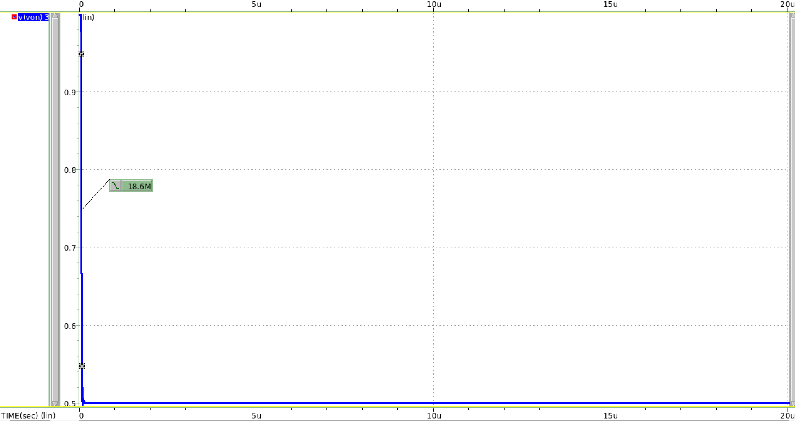 0 5u 10u 15u 20u
v(von) 3 (lin)
0.9
0.8
18.6M
0.7
0.6
0.5
TIME(sec) (lin) 0 5u 10u 15u 20u